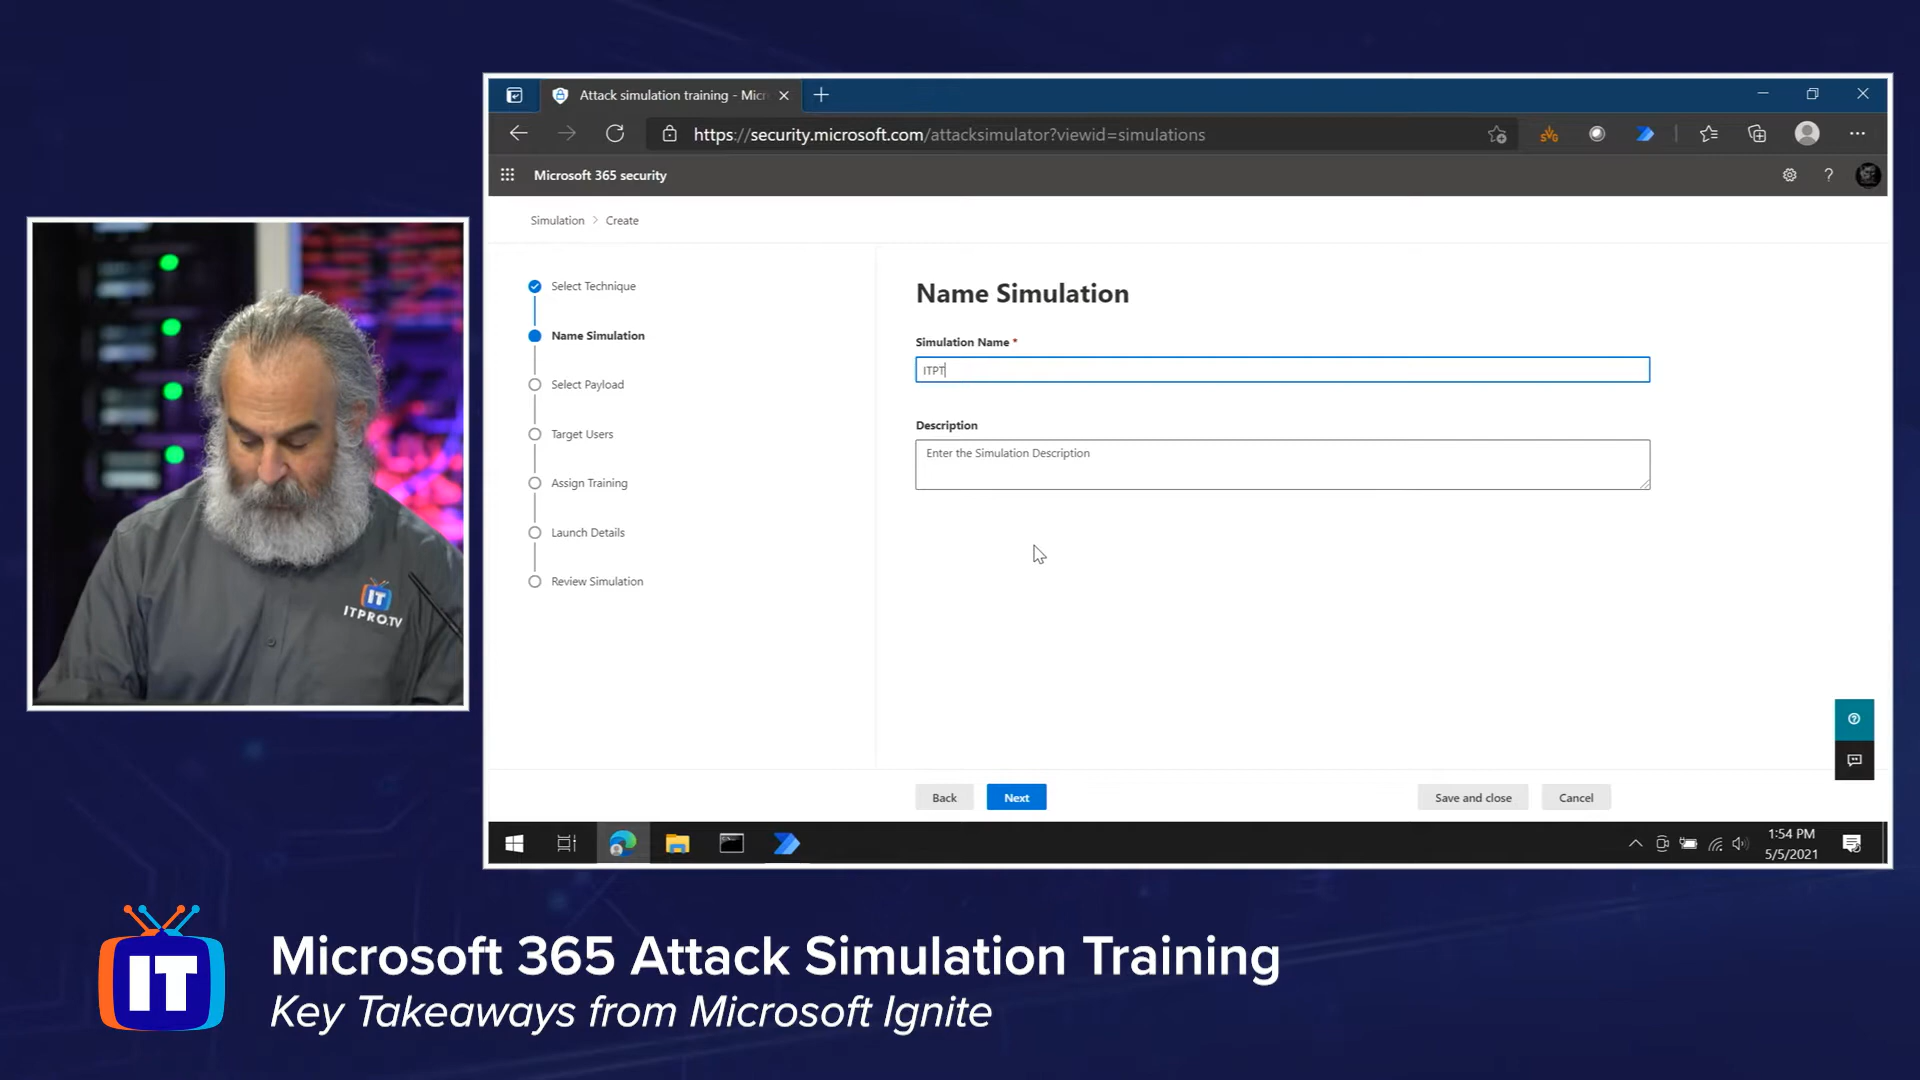 Attack simulation training - Micr
https://security.microsoft.com/attacksimulator?viewid=simulations
Microsoft 365 security
?
Simulation > Create
Select Technique
Name Simulation
Select Payload
Target Users
Assign Training
Launch Details
Review Simulation
Name Simulation
Simulation Name *
ITPT
Description
Enter the Simulation Description
Back
Next
Save and close
Cancel
1:54 PM
5/5/2021
IT
ITPRO.TV
IT
Microsoft 365 Attack Simulation Training
Key Takeaways from Microsoft Ignite